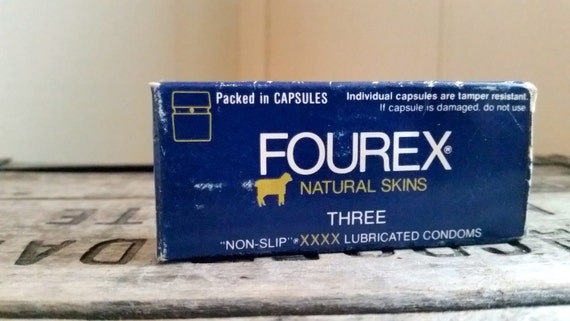 Packed in CAPSULES
Individual capsules are tamper resistant.
If capsule is damaged, do not use
FOUREX®
NATURAL SKINS
THREE
"NON-SLIP"® XXXX LUBRICATED CONDOMS